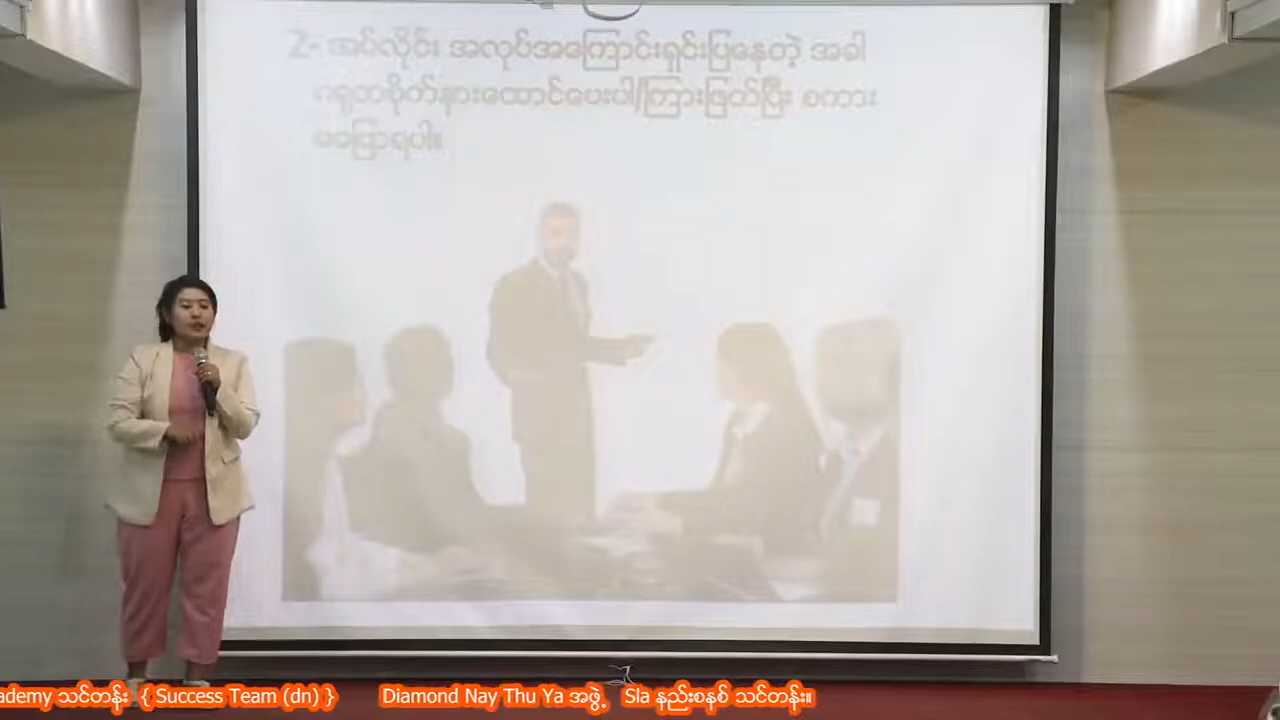 2- အပ်လိုင်း အလုပ်အကြောင်းရှင်းပြနေတဲ့ အခါ
ဂရုတစိုက်နားထောင်ပေးပါ/ကြားဖြတ်ပြီး စကား
မပြောရပါ။
ademy သင်တန်း { Success Team (dn) } Diamond Nay Thu Ya အဖွဲ့ Sla နည်းစနစ် သင်တန်း။